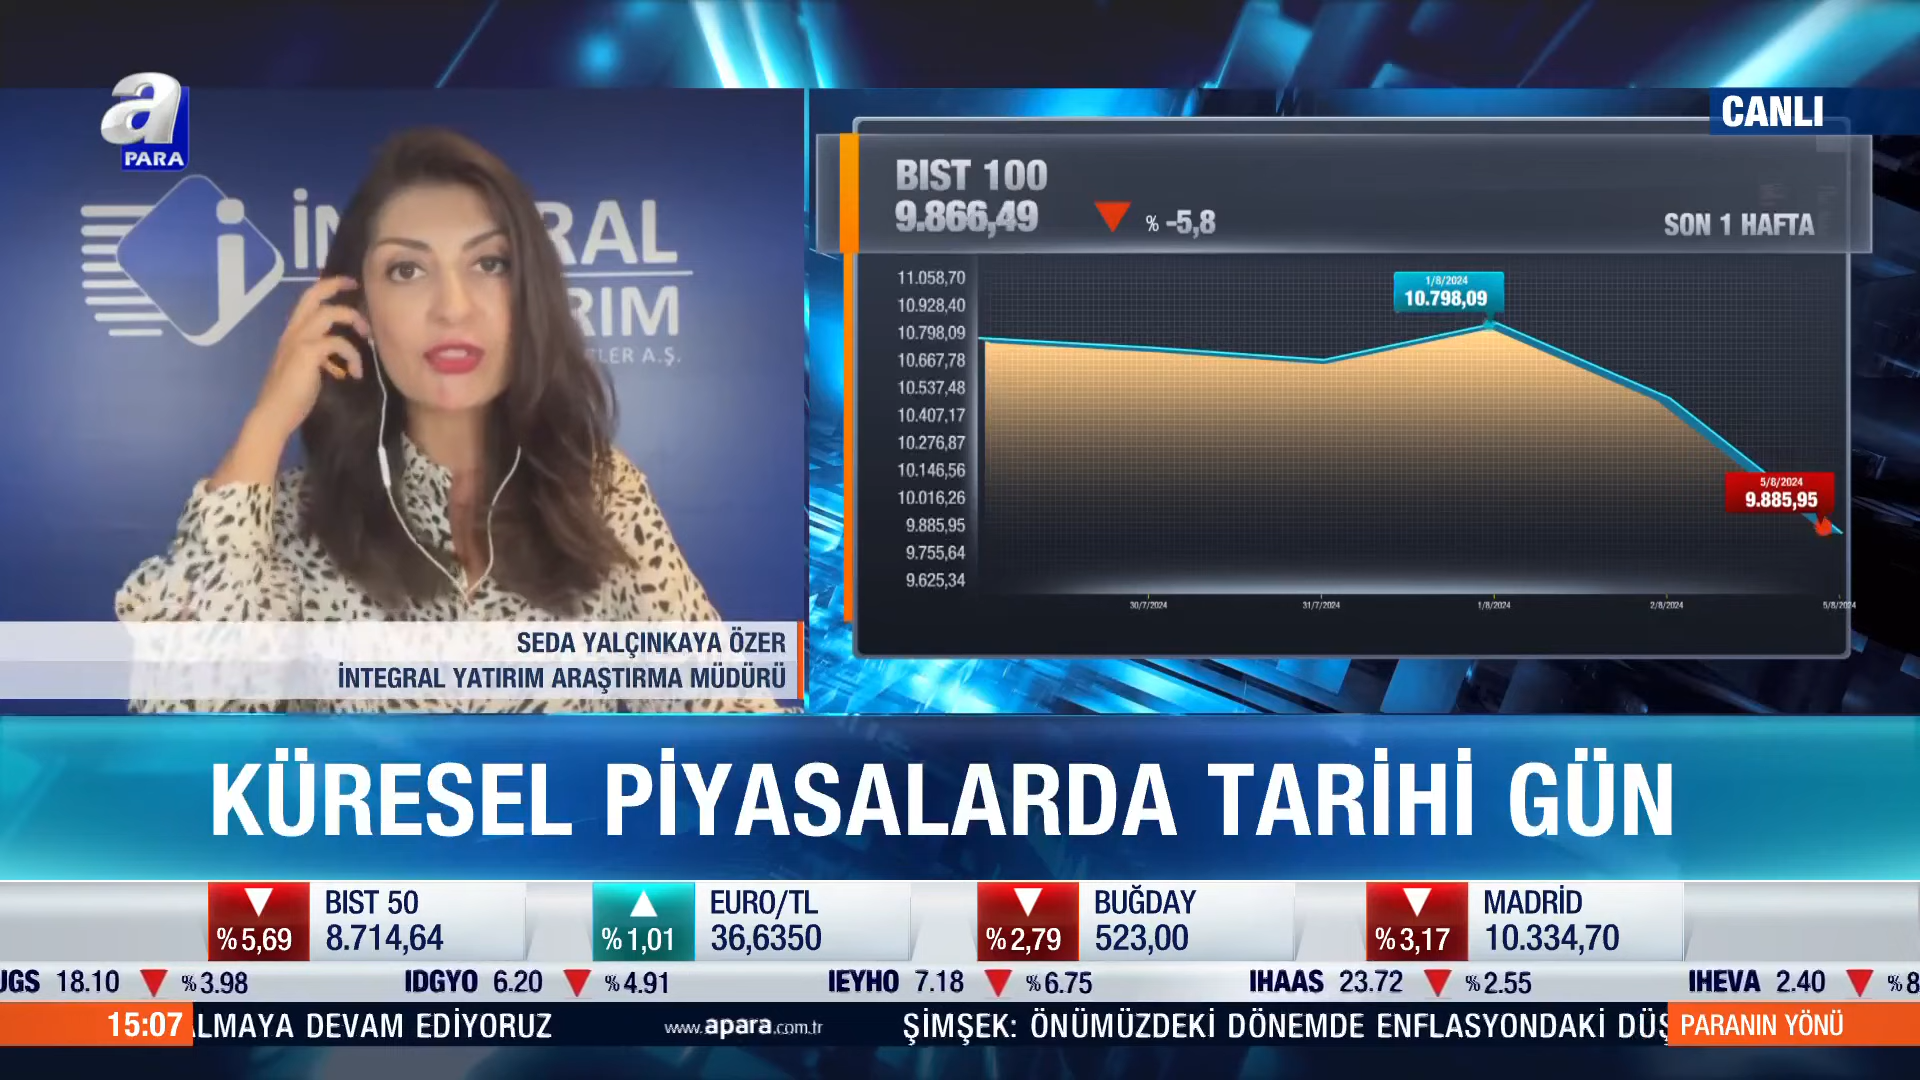 a
PARA
CANLI
İN RAL
RIM
TLER A.Ş.
BIST 100
9.866,49 % -5,8
SON 1 HAFTA
11.058,70
10.928,40
10.798,09
10.667,78
10.537,48
10.407,17
10.276,87
10.146,56
10.016,26
9.885,95
9.755,64
9.625,34
1/8/2024
10.798,09
5/8/2024
9.885,95
30/7/2024 31/7/2024 1/8/2024 2/8/2024 5/8/2024
SEDA YALÇINKAYA ÖZER
İNTEGRAL YATIRIM ARAŞTIRMA MÜDÜRÜ
KÜRESEL PİYASALARDA TARİHİ GÜN
%5,69 BIST 50 8.714,64
%1,01 EURO/TL 36,6350
%2,79 BUĞDAY 523,00
%3,17 MADRİD 10.334,70
UGS 18.10 %3.98 IDGYO 6.20 %4.91 IEYHO 7.18 %6.75 IHAAS 23.72 %2.55 IHEVA 2.40 %8
15:07 ALMAYA DEVAM EDİYORUZ www.apara.com.tr ŞİMŞEK: ÖNÜMÜZDEKİ DÖNEMDE ENFLASYONDAKİ DÜŞ PARANIN YÖNÜ